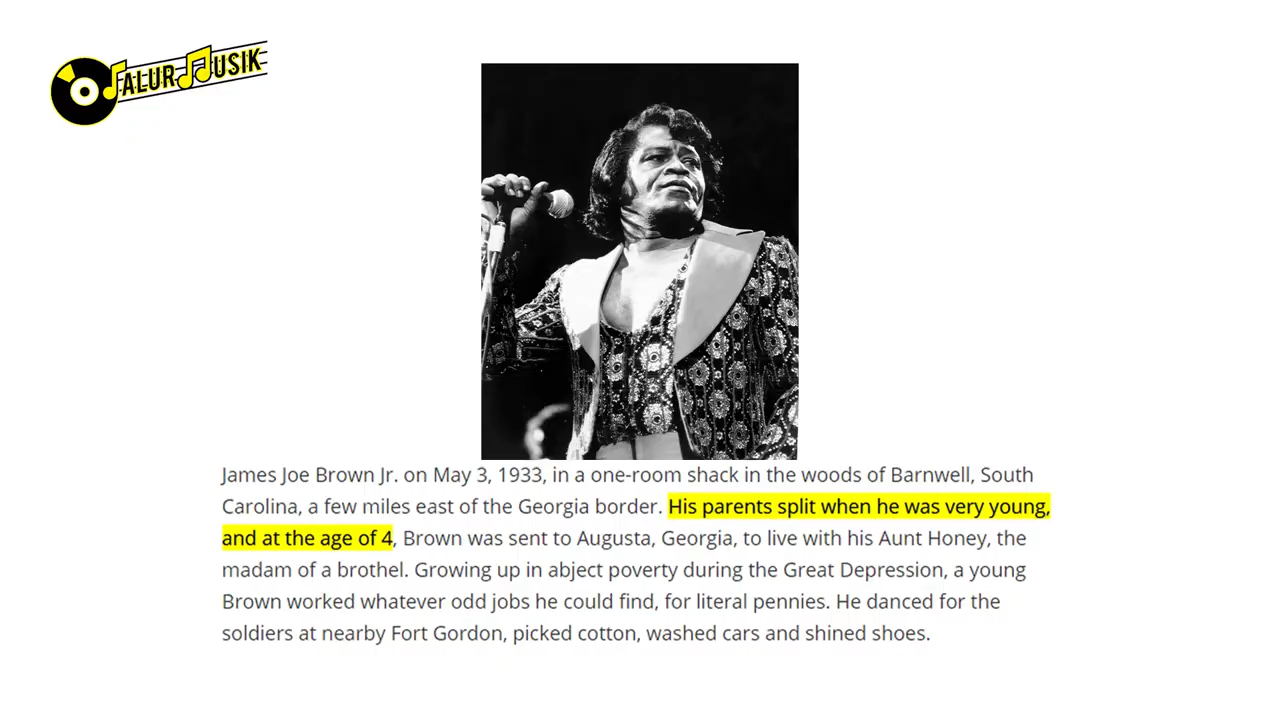 JALUR MUSIK
James Joe Brown Jr. on May 3, 1933, in a one-room shack in the woods of Barnwell, South
Carolina, a few miles east of the Georgia border. His parents split when he was very young,
and at the age of 4, Brown was sent to Augusta, Georgia, to live with his Aunt Honey, the
madam of a brothel. Growing up in abject poverty during the Great Depression, a young
Brown worked whatever odd jobs he could find, for literal pennies. He danced for the
soldiers at nearby Fort Gordon, picked cotton, washed cars and shined shoes.